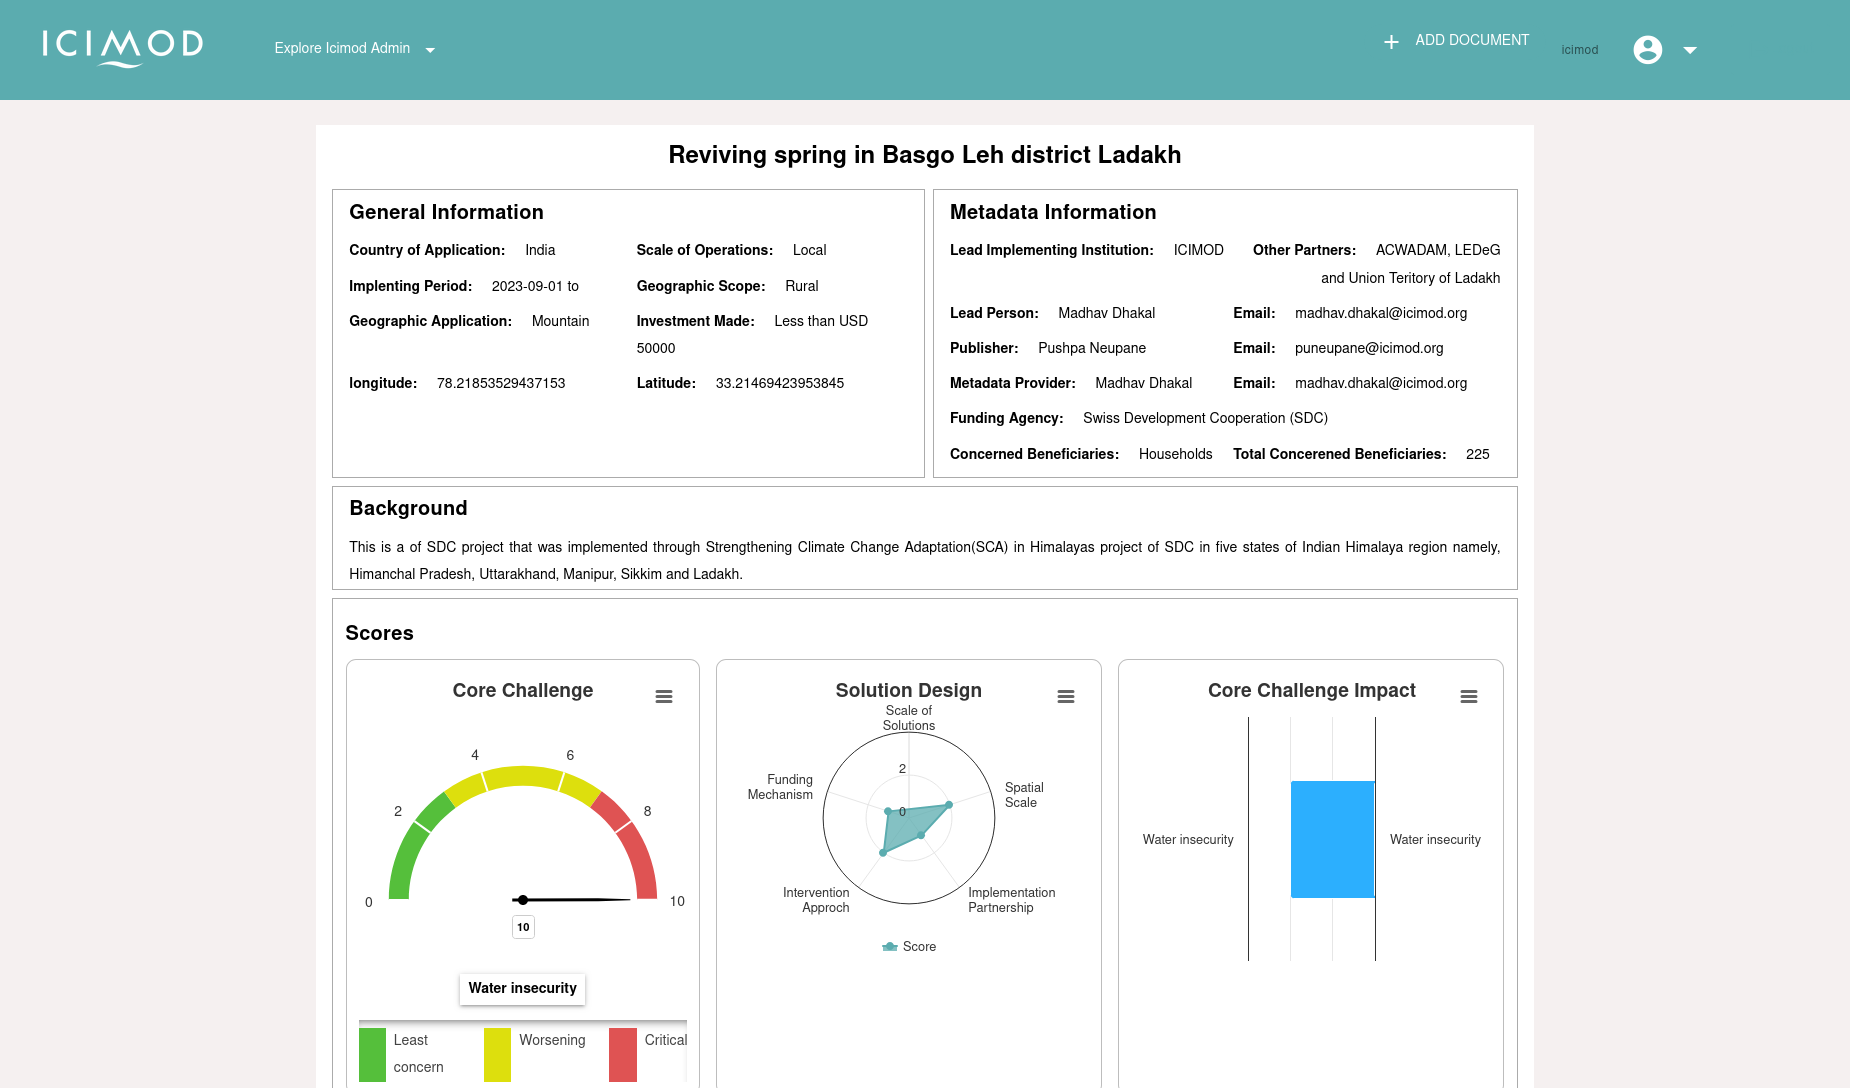 ICIMOD
Explore Icimod Admin
ADD DOCUMENT
icimod
Reviving spring in Basgo Leh district Ladakh
General Information
Country of Application: India
Scale of Operations: Local
Implenting Period: 2023-09-01 to
Geographic Scope: Rural
Geographic Application: Mountain
Investment Made: Less than USD
50000
longitude: 78.21853529437153
Latitude: 33.21469423953845
Metadata Information
Lead Implementing Institution: ICIMOD
Other Partners: ACWADAM, LEDeG
and Union Teritory of Ladakh
Lead Person: Madhav Dhakal
Email: madhav.dhakal@icimod.org
Publisher: Pushpa Neupane
Email: puneupane@icimod.org
Metadata Provider: Madhav Dhakal
Email: madhav.dhakal@icimod.org
Funding Agency: Swiss Development Cooperation (SDC)
Concerned Beneficiaries: Households
Total Concerened Beneficiaries: 225
Background
This is a of SDC project that was implemented through Strengthening Climate Change Adaptation(SCA) in Himalayas project of SDC in five states of Indian Himalaya region namely,
Himanchal Pradesh, Uttarakhand, Manipur, Sikkim and Ladakh.
Scores
Core Challenge
0
2
4
6
8
10
10
Water insecurity
Least
concern
Worsening
Critical
Solution Design
Scale of
Solutions
Spatial
Scale
Implementation
Partnership
Intervention
Approch
Funding
Mechanism
2
0
Score
Core Challenge Impact
Water insecurity
Water insecurity